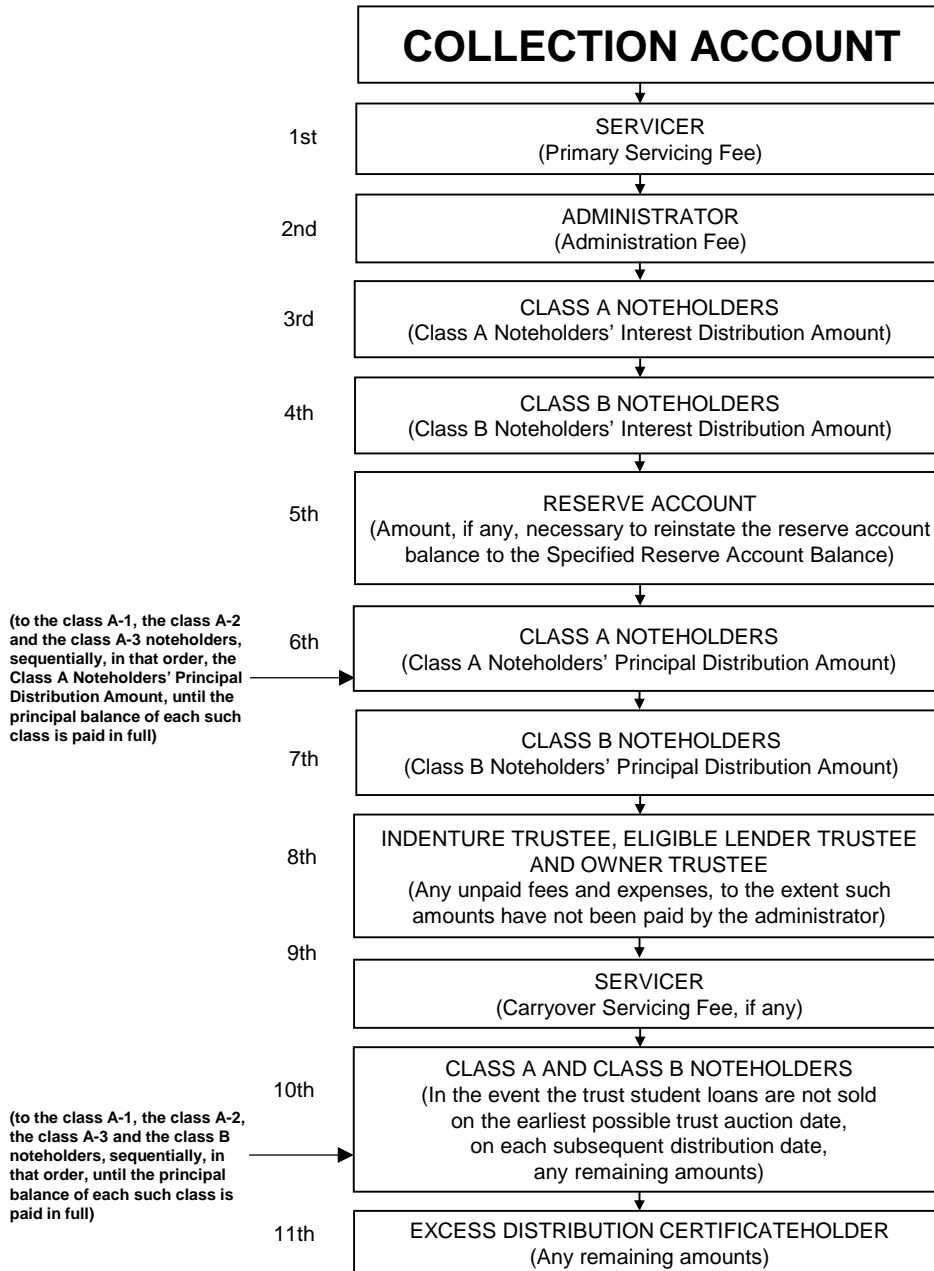 COLLECTION ACCOUNT
1st
SERVICER
(Primary Servicing Fee)
2nd
ADMINISTRATOR
(Administration Fee)
3rd
CLASS A NOTEHOLDERS
(Class A Noteholders’ Interest Distribution Amount)
4th
CLASS B NOTEHOLDERS
(Class B Noteholders’ Interest Distribution Amount)
5th
RESERVE ACCOUNT
(Amount, if any, necessary to reinstate the reserve account
balance to the Specified Reserve Account Balance)
(to the class A-1, the class A-2
and the class A-3 noteholders,
sequentially, in that order, the
Class A Noteholders’ Principal
Distribution Amount, until the
principal balance of each such
class is paid in full)
6th
CLASS A NOTEHOLDERS
(Class A Noteholders’ Principal Distribution Amount)
7th
CLASS B NOTEHOLDERS
(Class B Noteholders’ Principal Distribution Amount)
8th
INDENTURE TRUSTEE, ELIGIBLE LENDER TRUSTEE
AND OWNER TRUSTEE
(Any unpaid fees and expenses, to the extent such
amounts have not been paid by the administrator)
9th
SERVICER
(Carryover Servicing Fee, if any)
10th
CLASS A AND CLASS B NOTEHOLDERS
(In the event the trust student loans are not sold
on the earliest possible trust auction date,
on each subsequent distribution date,
any remaining amounts)
(to the class A-1, the class A-2,
the class A-3 and the class B
noteholders, sequentially, in
that order, until the principal
balance of each such class is
paid in full)
11th
EXCESS DISTRIBUTION CERTIFICATEHOLDER
(Any remaining amounts)